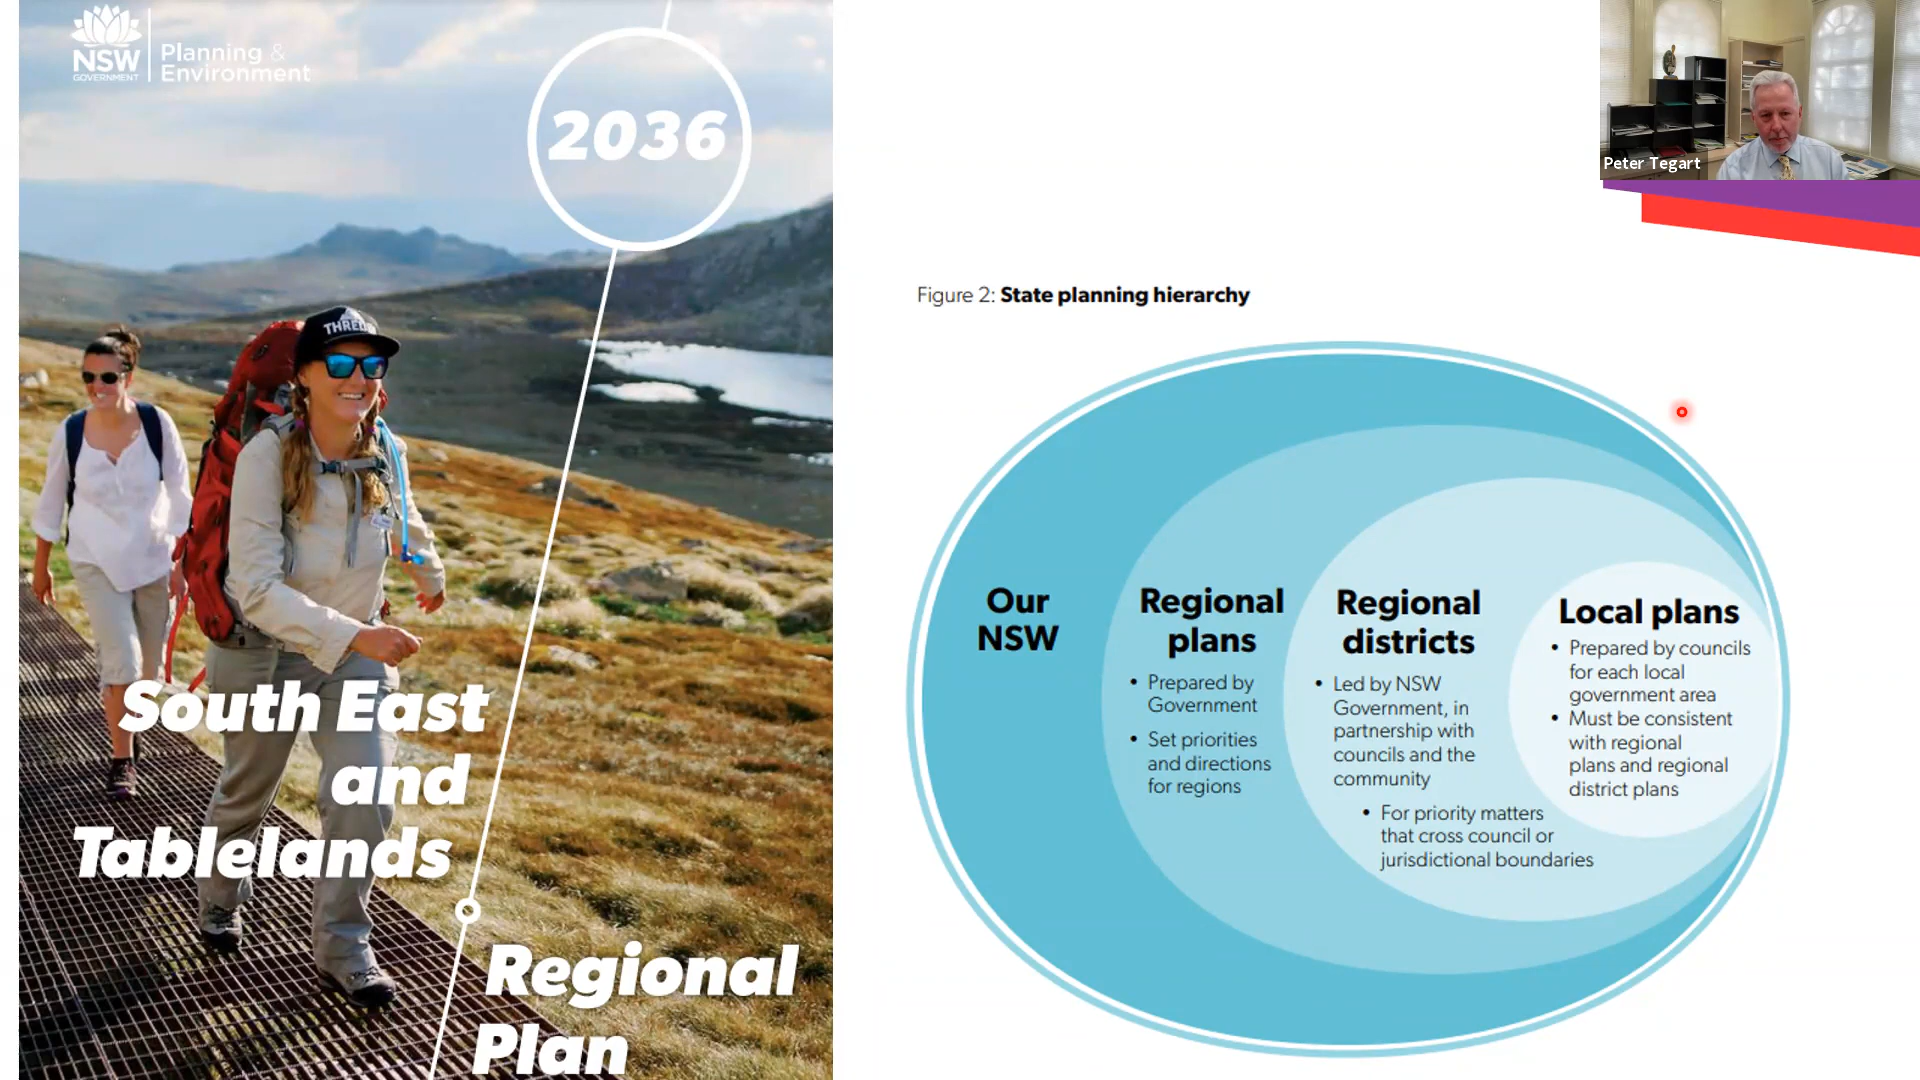 NSW
GOVERNMENT
Planning &
Environment
2036
South East
and
Tablelands
Regional
Plan
Peter Tegart
Figure 2: State planning hierarchy
Our
NSW
Regional
plans
• Prepared by
Government
• Set priorities
and directions
for regions
Regional
districts
• Led by NSW
Government, in
partnership with
councils and the
community
• For priority matters
that cross council or
jurisdictional boundaries
Local plans
• Prepared by councils
for each local
government area
• Must be consistent
with regional
plans and regional
district plans